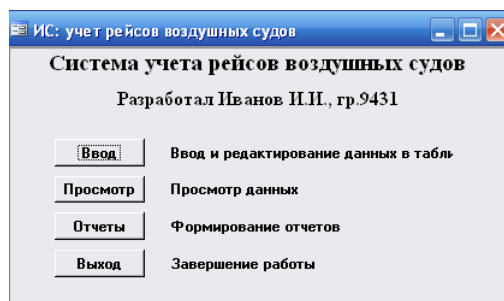 ИС: учет рейсов воздушных судов
Система учета рейсов воздушных судов
Разработал Иванов И.И., гр.9431
Ввод Ввод и редактирование данных в табли
Просмотр Просмотр данных
Отчеты Формирование отчетов
Выход Завершение работы